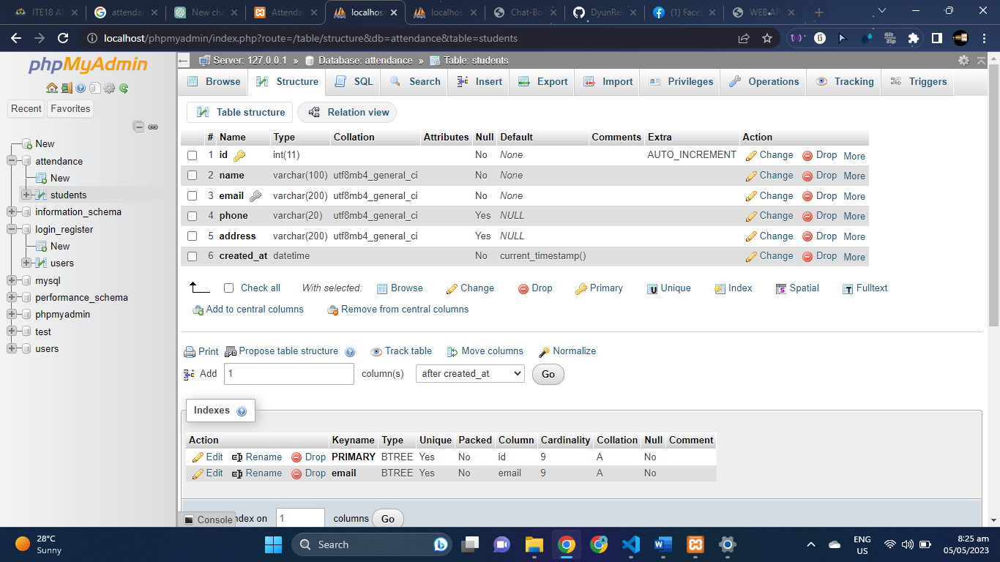 ITE18 AP
attendan
New cha
Attendan
localhos
localhos
Chat-Bo
DyunRe
(1) Face
WEB AP
localhost/phpmyadmin/index.php?route=/table/structure&db=attendance&table=students
phpMyAdmin
Recent Favorites
New
attendance
New
students
information_schema
login_register
New
users
mysql
performance_schema
phpmyadmin
test
users
Server: 127.0.0.1 » Database: attendance » Table: students
Browse Structure SQL Search Insert Export Import Privileges Operations Tracking Triggers
Table structure Relation view
# Name Type Collation Attributes Null Default Comments Extra Action
1 id int(11) No None AUTO_INCREMENT Change Drop More
2 name varchar(100) utf8mb4_general_ci No None Change Drop More
3 email varchar(200) utf8mb4_general_ci No None Change Drop More
4 phone varchar(20) utf8mb4_general_ci Yes NULL Change Drop More
5 address varchar(200) utf8mb4_general_ci Yes NULL Change Drop More
6 created_at datetime No current_timestamp() Change Drop More
Check all With selected: Browse Change Drop Primary Unique Index Spatial Fulltext
Add to central columns Remove from central columns
Print Propose table structure Track table Move columns Normalize
Add 1 column(s) after created_at Go
Indexes
Action Keyname Type Unique Packed Column Cardinality Collation Null Comment
Edit Rename Drop PRIMARY BTREE Yes No id 9 A No
Edit Rename Drop email BTREE Yes No email 9 A No
Console ndex on 1 columns Go
28°C
Sunny
Search
ENG
US
8:25 am
05/05/2023